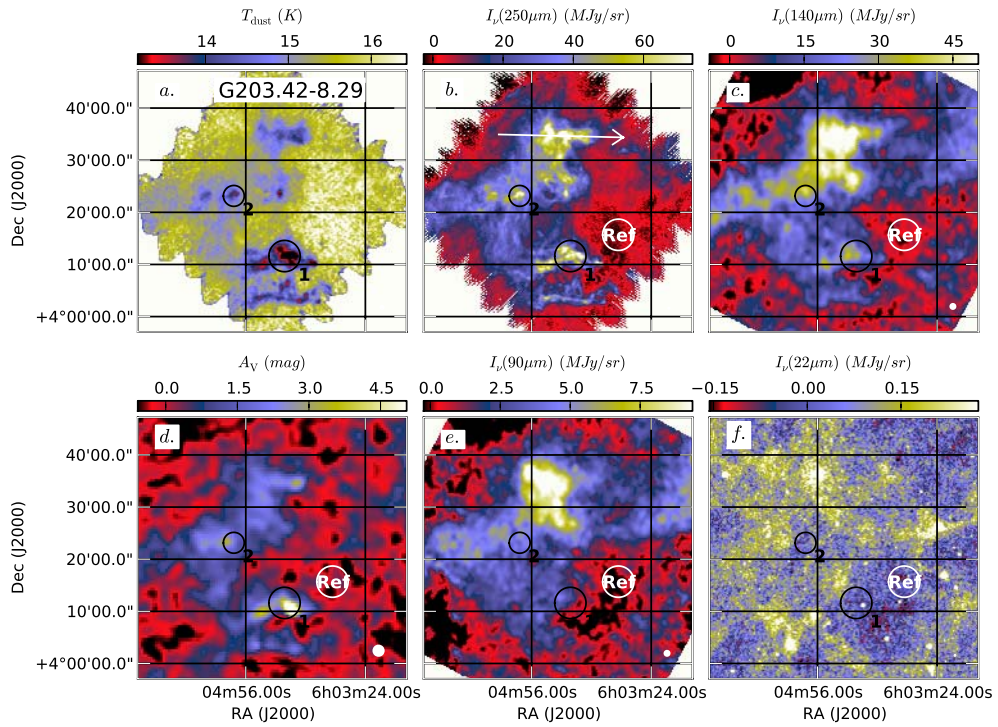 T_dust (K)
I_ν(250μm) (MJy/sr)
I_ν(140μm) (MJy/sr)
14 15 16
0 20 40 60
0 15 30 45
a. G203.42-8.29
b.
c.
40'00.0"
30'00.0"
20'00.0"
10'00.0"
+4°00'00.0"
Dec (J2000)
2
1
2
Ref
1
2
Ref
1
A_V (mag)
I_ν(90μm) (MJy/sr)
I_ν(22μm) (MJy/sr)
0.0 1.5 3.0 4.5
0.0 2.5 5.0 7.5
−0.15 0.00 0.15
d.
e.
f.
40'00.0"
30'00.0"
20'00.0"
10'00.0"
+4°00'00.0"
Dec (J2000)
2
Ref
1
2
Ref
1
2
Ref
1
04m56.00s 6h03m24.00s
04m56.00s 6h03m24.00s
04m56.00s 6h03m24.00s
RA (J2000)
RA (J2000)
RA (J2000)